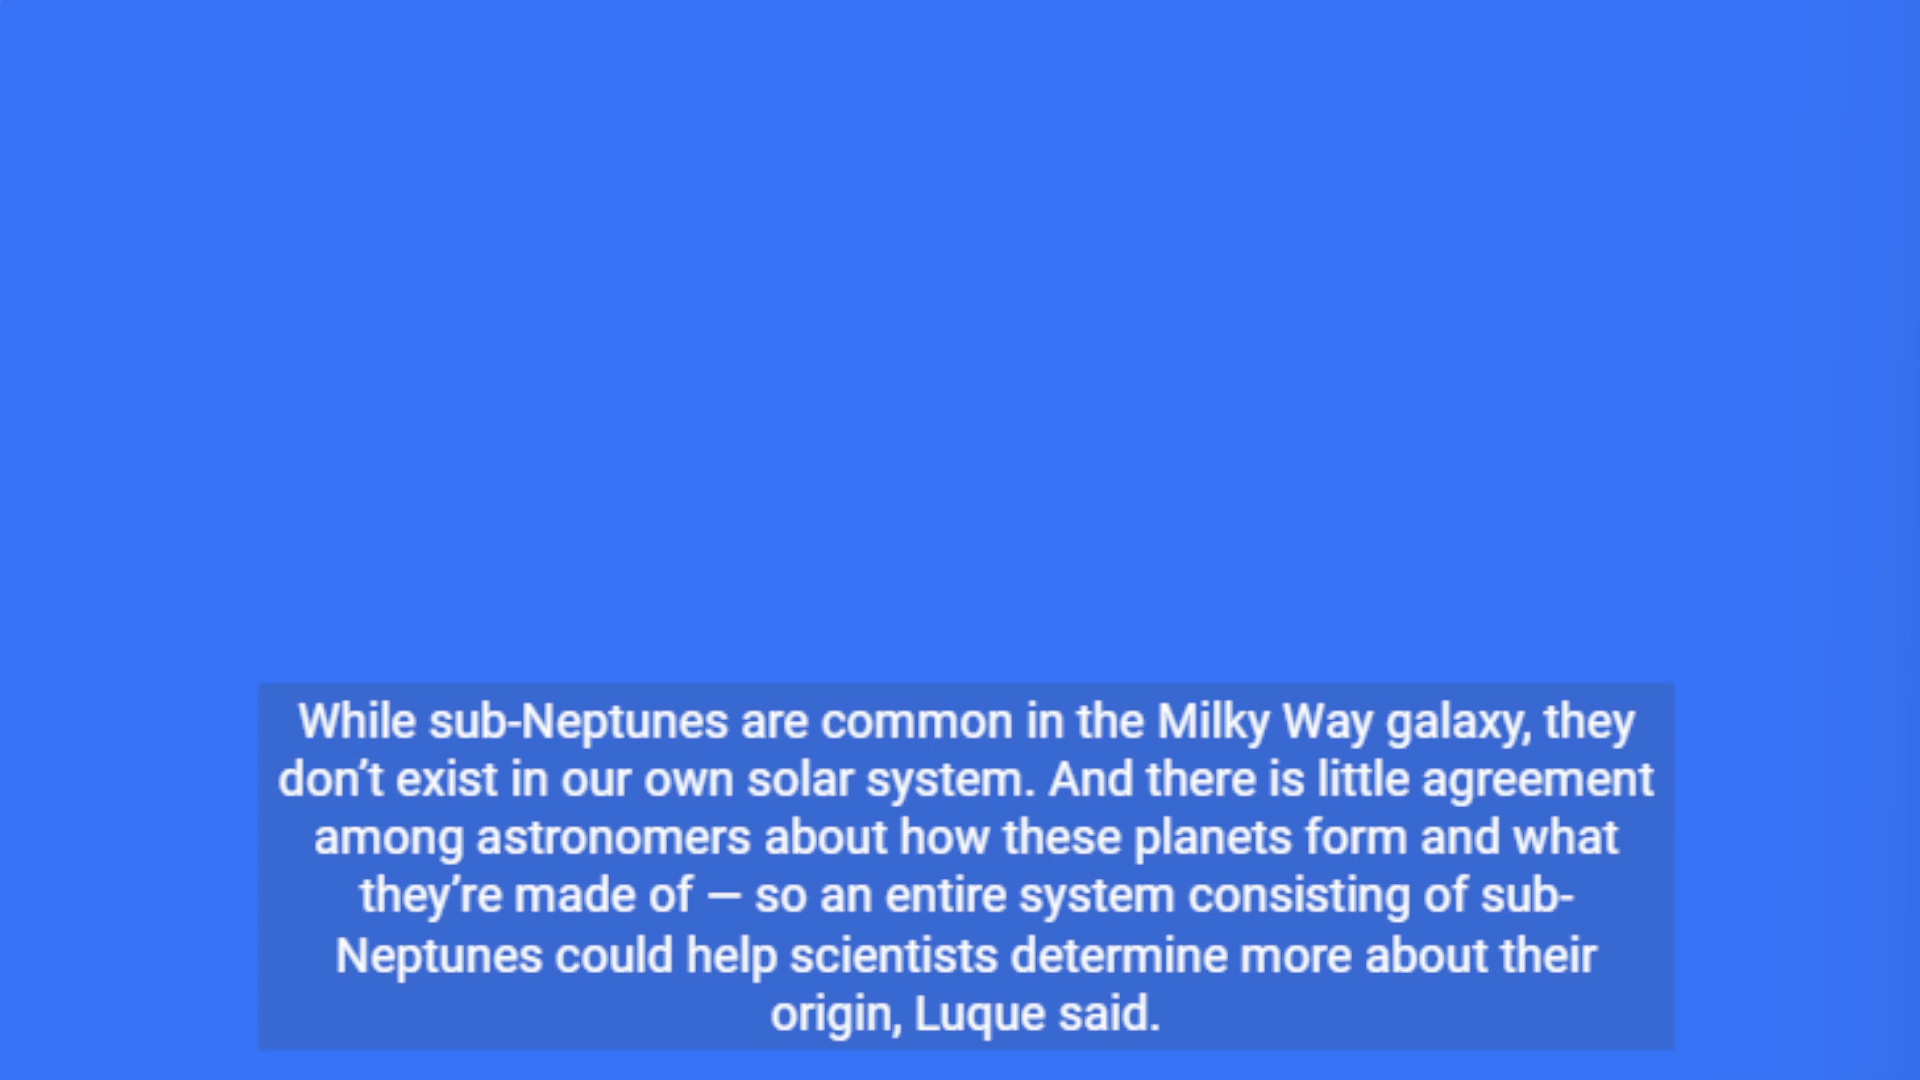 While sub-Neptunes are common in the Milky Way galaxy, they
don’t exist in our own solar system. And there is little agreement
among astronomers about how these planets form and what
they’re made of — so an entire system consisting of sub-
Neptunes could help scientists determine more about their
origin, Luque said.